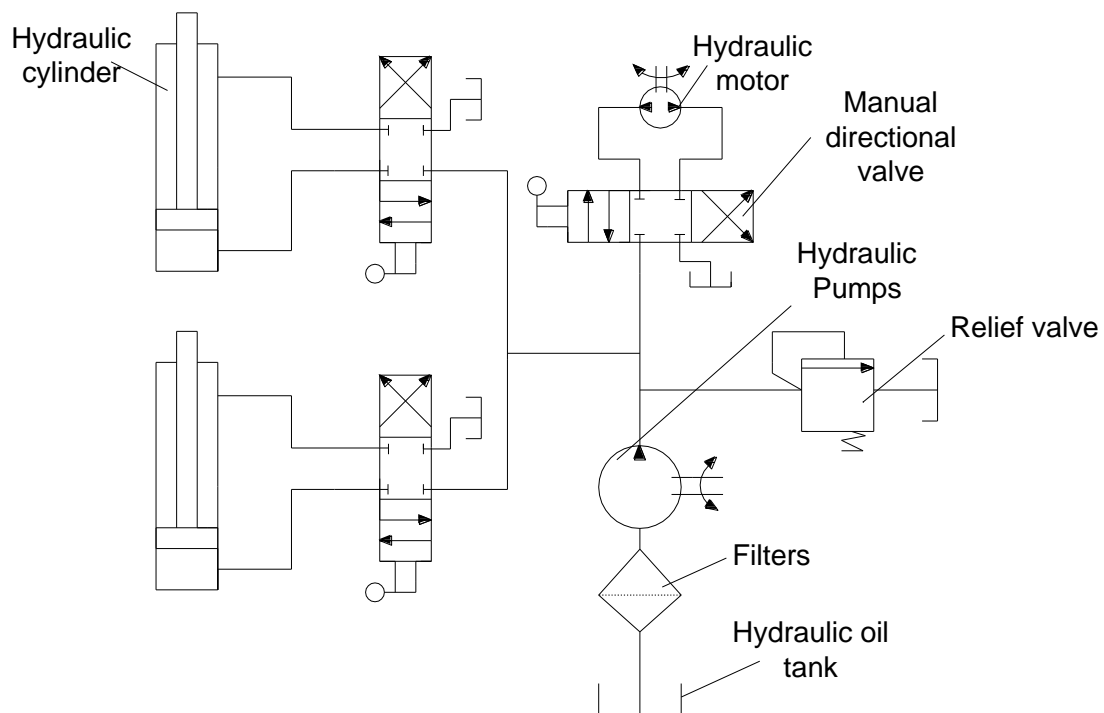 Hydraulic
cylinder
Hydraulic
motor
Manual
directional
valve
Hydraulic
Pumps
Relief valve
Filters
Hydraulic oil
tank